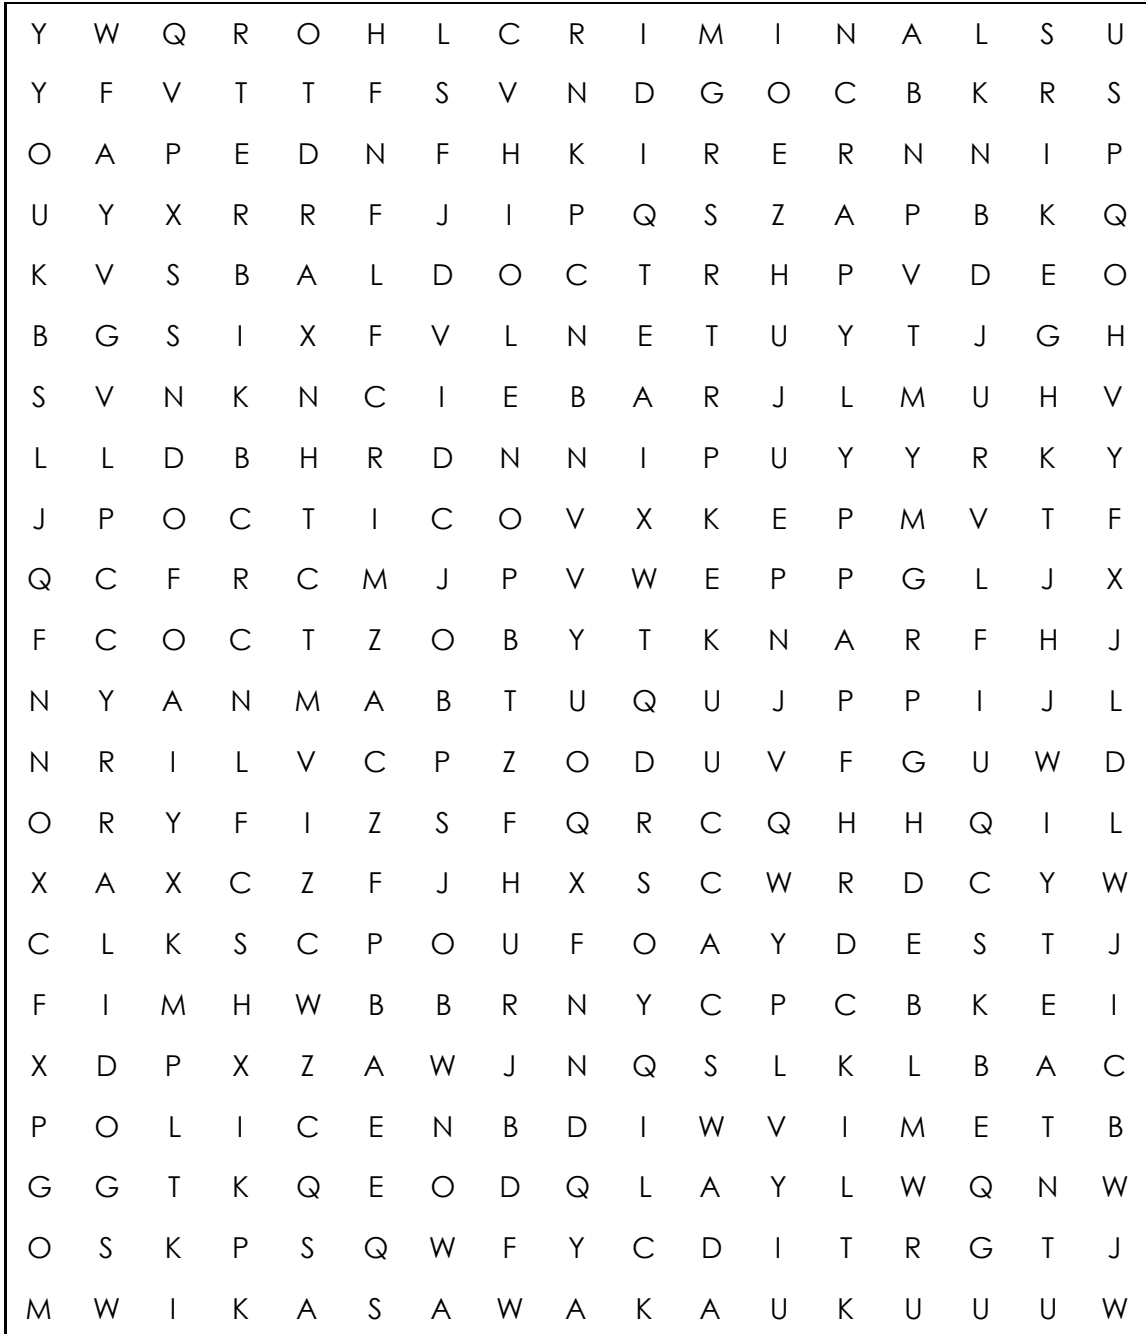 Y W Q R O H L C R I M I N A L S U
Y F V T T F S V N D G O C B K R S
O A P E D N F H K I R E R N N I P
U Y X R R F J I P Q S Z A P B K Q
K V S B A L D O C T R H P V D E O
B G S I X F V L N E T U Y T J G H
S V N K N C I E B A R J L M U H V
L L D B H R D N N I P U Y Y R K Y
J P O C T I C O V X K E P M V T F
Q C F R C M J P V W E P P G L J X
F C O C T Z O B Y T K N A R F H J
N Y A N M A B T U Q U J P P I J L
N R I L V C P Z O D U V F G U W D
O R Y F I Z S F Q R C Q H H Q I L
X A X C Z F J H X S C W R D C Y W
C L K S C P O U F O A Y D E S T J
F I M H W B B R N Y C P C B K E I
X D P X Z A W J N Q S L K L B A C
P O L I C E N B D I W V I M E T B
G G T K Q E O D Q L A Y L W Q N W
O S K P S Q W F Y C D I T R G T J
M W I K A S A W A K A U K U U U W